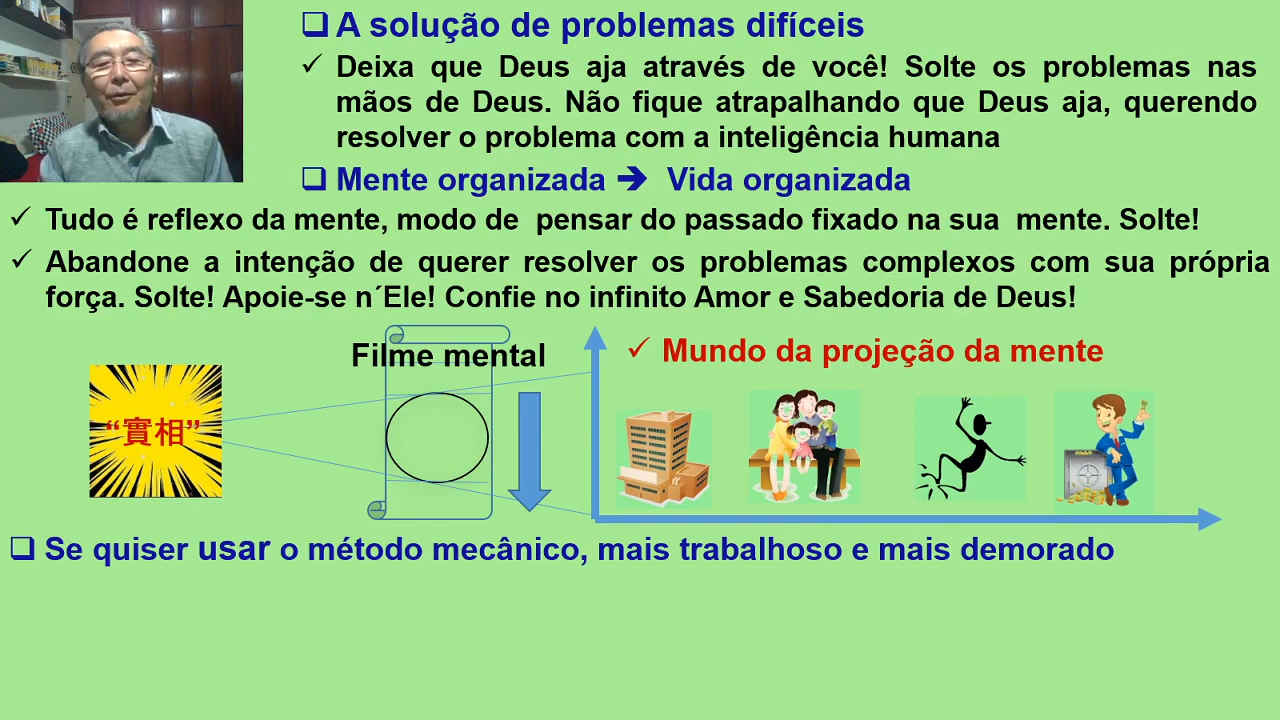 A solução de problemas difíceis
Deixa que Deus aja através de você! Solte os problemas nas
mãos de Deus. Não fique atrapalhando que Deus aja, querendo
resolver o problema com a inteligência humana
Mente organizada ➔ Vida organizada
Tudo é reflexo da mente, modo de pensar do passado fixado na sua mente. Solte!
Abandone a intenção de querer resolver os problemas complexos com sua própria
força. Solte! Apoie-se n´Ele! Confie no infinito Amor e Sabedoria de Deus!
Filme mental
Mundo da projeção da mente
“實相”
Se quiser usar o método mecânico, mais trabalhoso e mais demorado